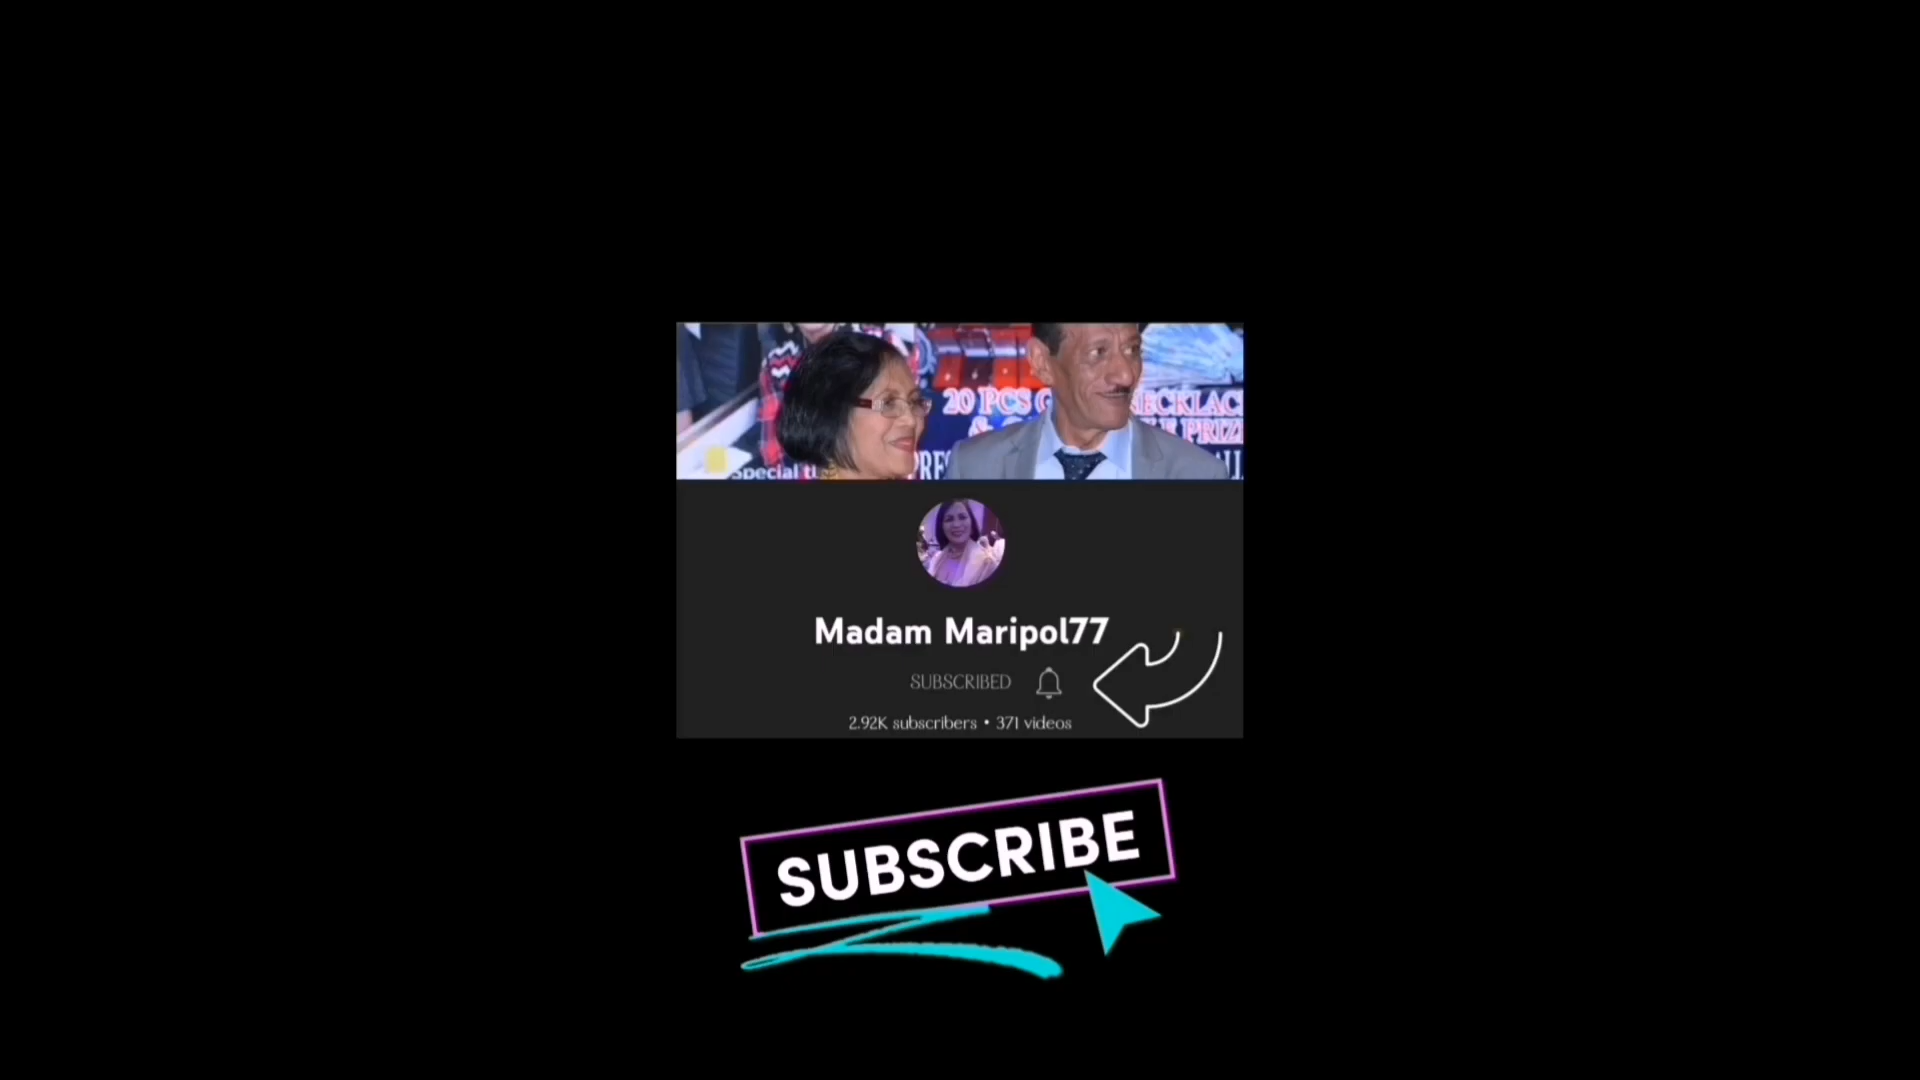 20 PCS
Special
Madam Maripol77
SUBSCRIBED
2.92K subscribers • 371 videos
SUBSCRIBE